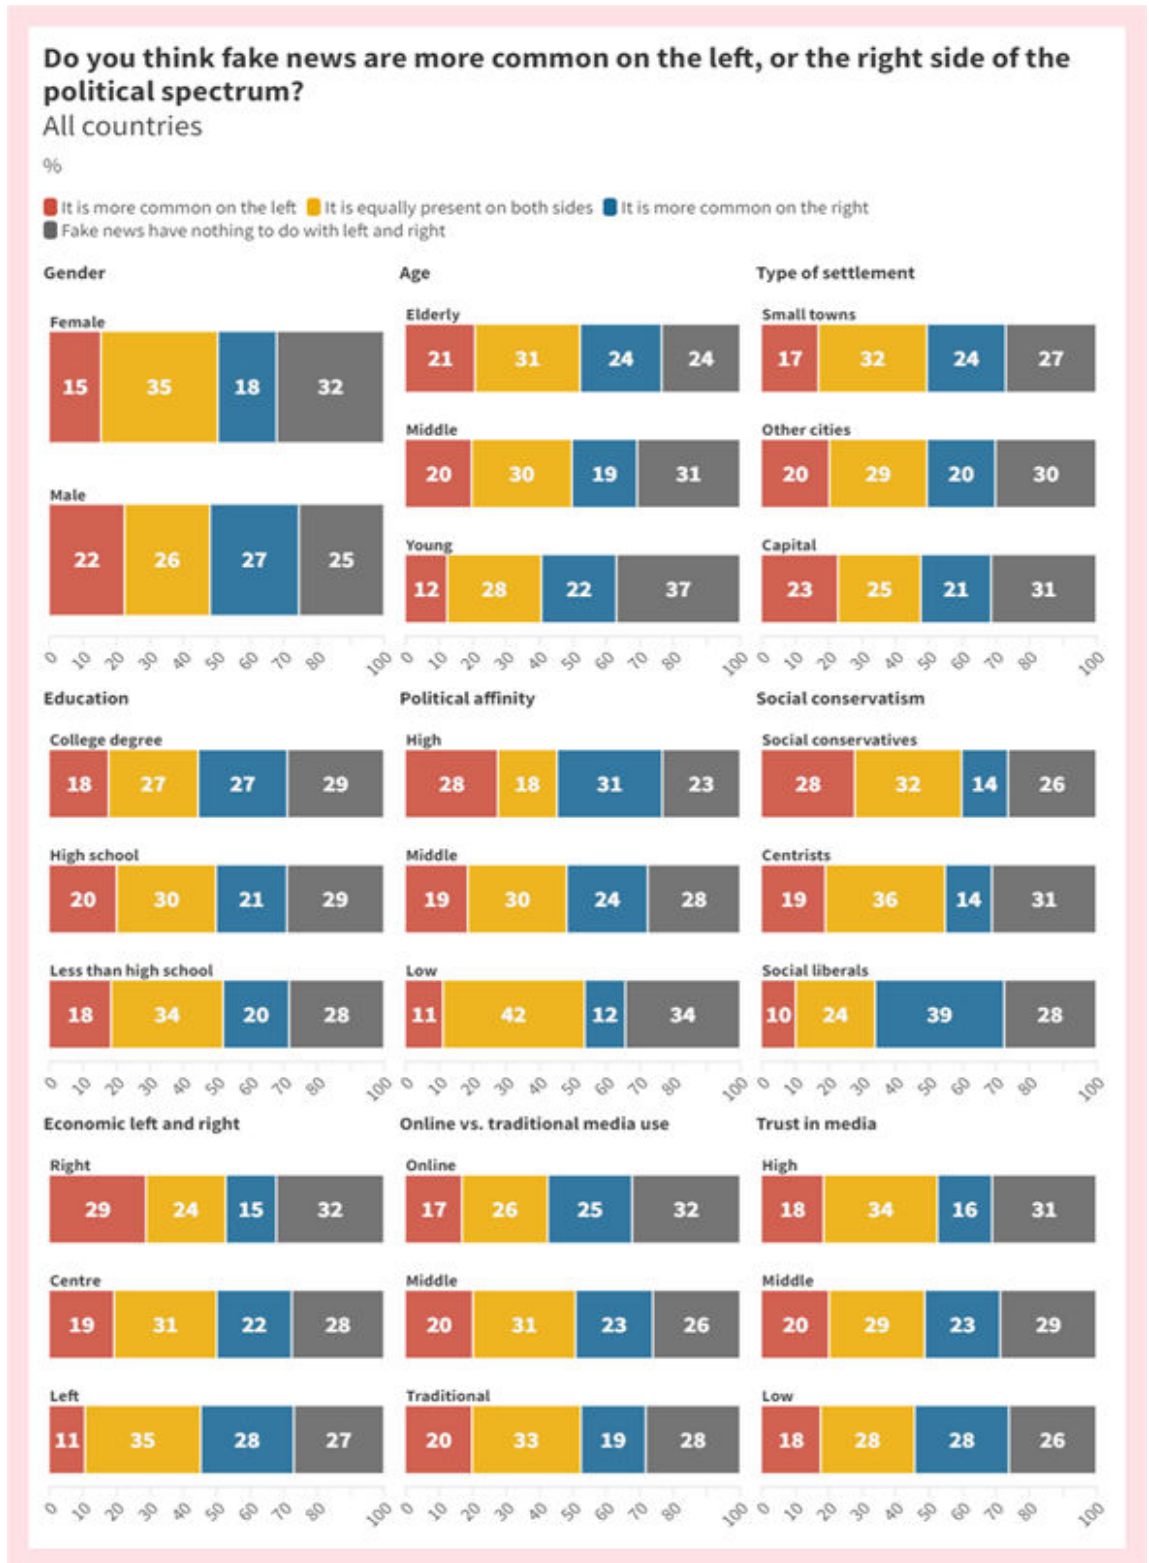 Do you think fake news are more common on the left, or the right side of the
political spectrum?
All countries
%
It is more common on the left It is equally present on both sides It is more common on the right
Fake news have nothing to do with left and right
Gender
Female
15 35 18 32
Male
22 26 27 25
0 10 20 30 40 50 60 70 80 100
Age
Elderly
21 31 24 24
Middle
20 30 19 31
Young
12 28 22 37
0 10 20 30 40 50 60 70 80 100
Type of settlement
Small towns
17 32 24 27
Other cities
20 29 20 30
Capital
23 25 21 31
0 10 20 30 40 50 60 70 80 100
Education
College degree
18 27 27 29
High school
20 30 21 29
Less than high school
18 34 20 28
0 10 20 30 40 50 60 70 80 100
Political affinity
High
28 18 31 23
Middle
19 30 24 28
Low
11 42 12 34
0 10 20 30 40 50 60 70 80 100
Social conservatism
Social conservatives
28 32 14 26
Centrists
19 36 14 31
Social liberals
10 24 39 28
0 10 20 30 40 50 60 70 80 100
Economic left and right
Right
29 24 15 32
Centre
19 31 22 28
Left
11 35 28 27
0 10 20 30 40 50 60 70 80 100
Online vs. traditional media use
Online
17 26 25 32
Middle
20 31 23 26
Traditional
20 33 19 28
0 10 20 30 40 50 60 70 80 100
Trust in media
High
18 34 16 31
Middle
20 29 23 29
Low
18 28 28 26
0 10 20 30 40 50 60 70 80 100